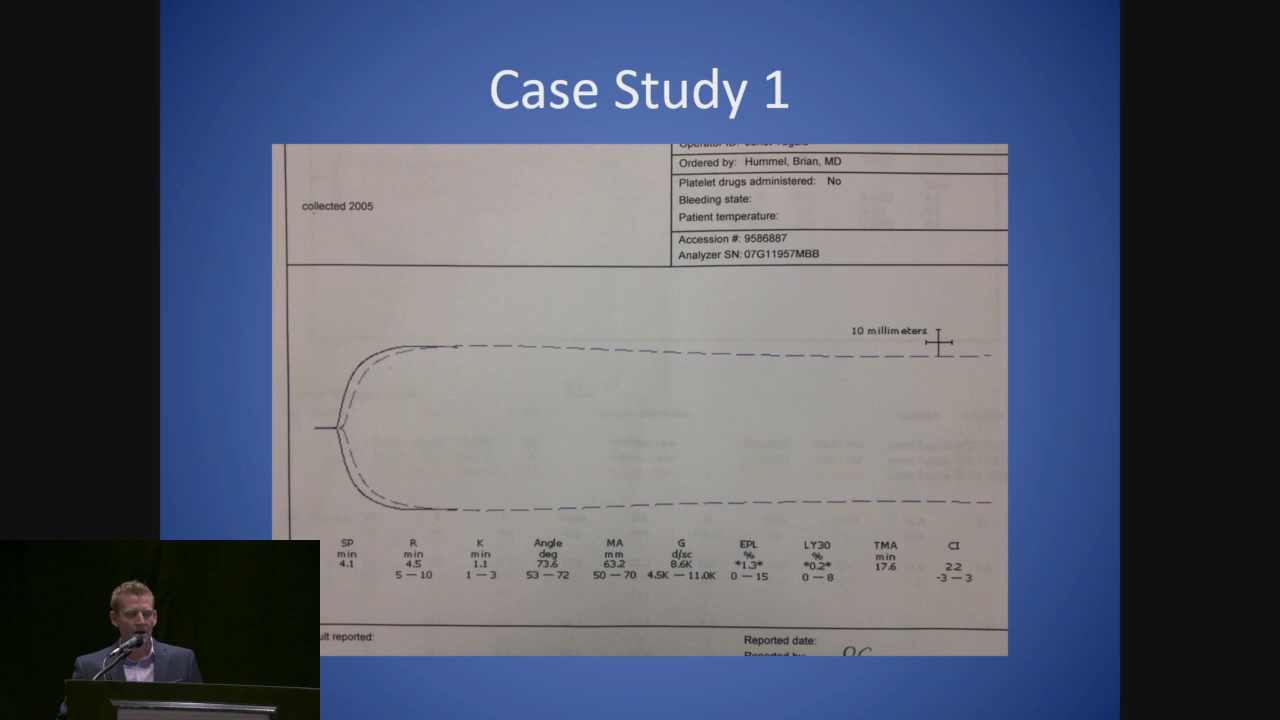 Case Study 1
Ordered by: Hummel, Brian, MD
Platelet drugs administered: No
Bleeding state:
Patient temperature:
collected 2005
Accession #: 9586887
Analyzer SN: 07G11957MBB
10 millimeters
SP R K Angle MA G EPL LY30 TMA CI
min min min deg mm d/sc % % min
4.1 4.5 1.1 73.6 63.2 8.6K *1.3* *0.2* 17.6 2.2
5 — 10 1 — 3 53 — 72 50 — 70 4.5K — 11.0K 0 — 15 0 — 8 -3 — 3
reported: Reported date: